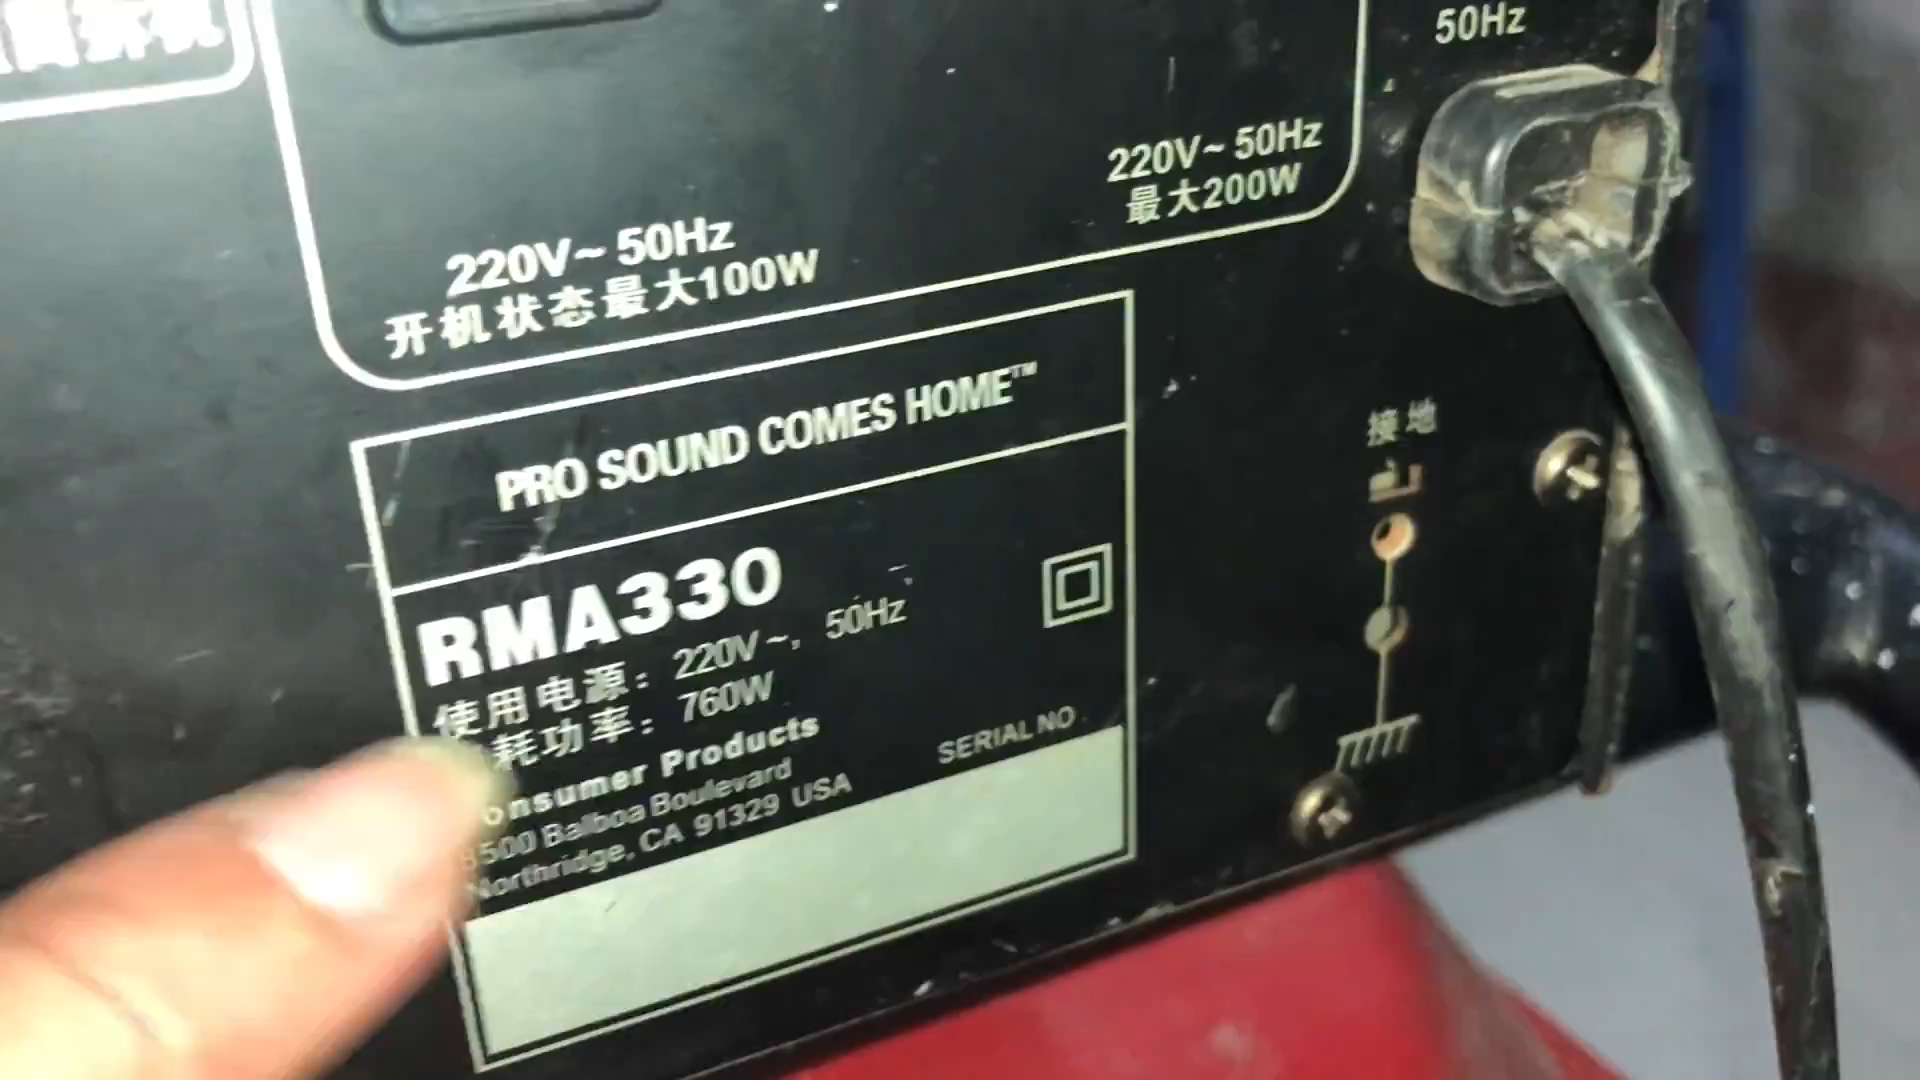 50Hz
220V~ 50Hz
最大200W
220V~ 50Hz
开机状态最大100W
PRO SOUND COMES HOME™
RMA330
使用电源: 220V~, 50Hz
耗功率: 760W
onsumer Products
8500 Balboa Boulevard
Northridge, CA 91329 USA
SERIAL NO.
接地